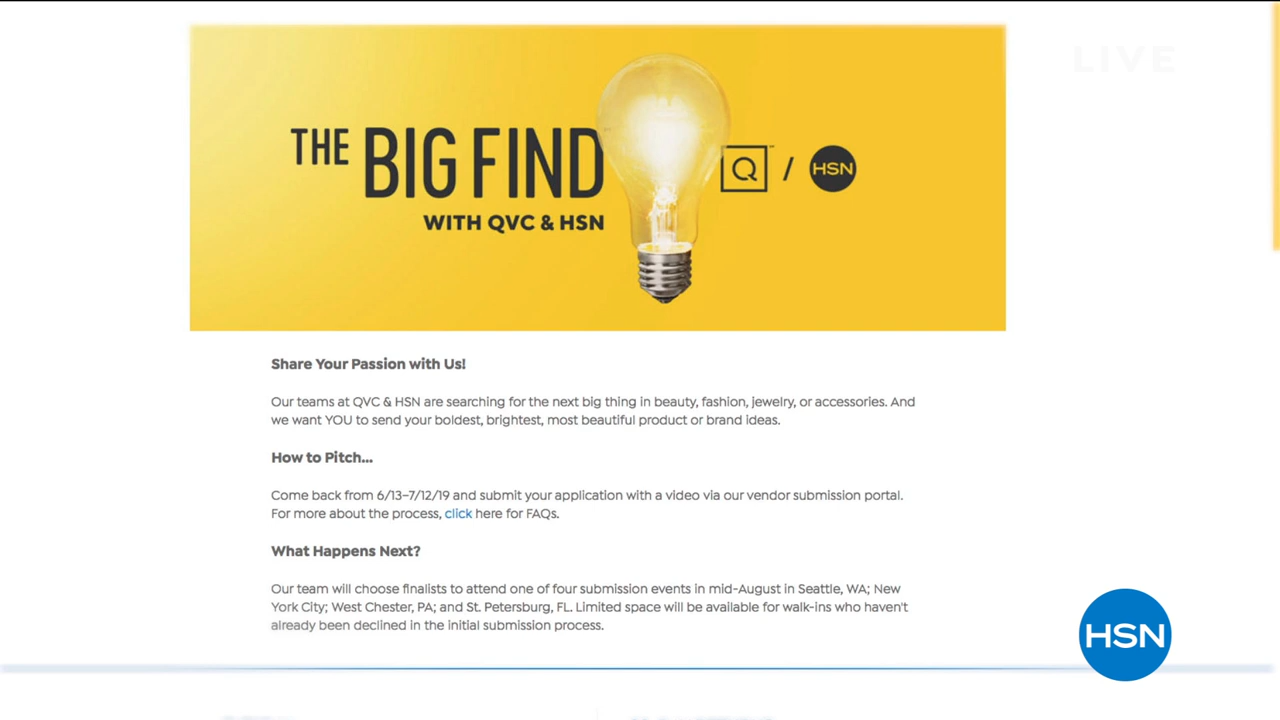 LIVE
THE BIG FIND
WITH QVC & HSN
Q / HSN
Share Your Passion with Us!
Our teams at QVC & HSN are searching for the next big thing in beauty, fashion, jewelry, or accessories. And
we want YOU to send your boldest, brightest, most beautiful product or brand ideas.
How to Pitch...
Come back from 6/13–7/12/19 and submit your application with a video via our vendor submission portal.
For more about the process, click here for FAQs.
What Happens Next?
Our team will choose finalists to attend one of four submission events in mid-August in Seattle, WA; New
York City; West Chester, PA; and St. Petersburg, FL. Limited space will be available for walk-ins who haven't
already been declined in the initial submission process.
HSN